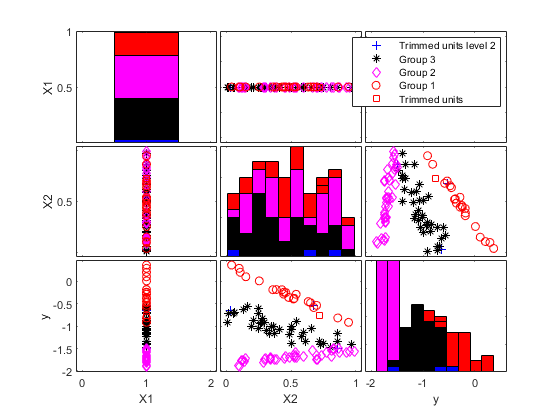 1
0.5
X1
Trimmed units level 2
Group 3
Group 2
Group 1
Trimmed units
0.5
X2
0
-0.5
-1
-1.5
-2
y
0 1 2
X1
0 0.5 1
X2
-2 -1 0
y